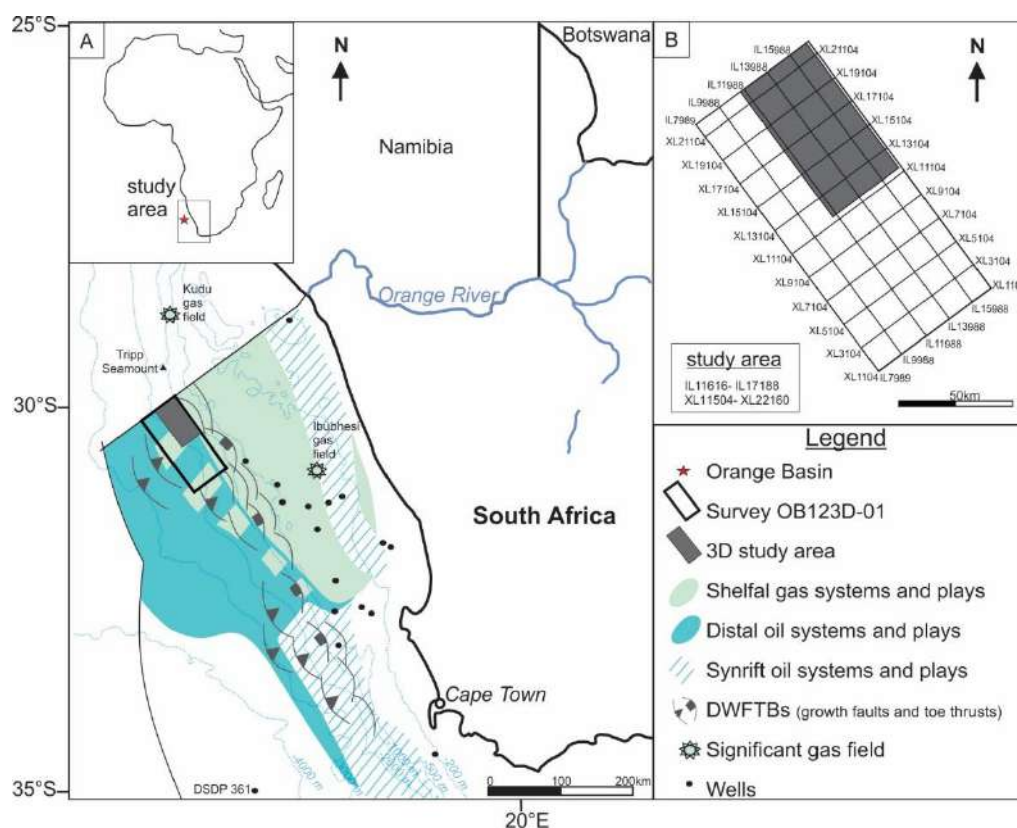 25°S
30°S
35°S
20°E
A
N
study
area
Namibia
Botswana
South Africa
Orange River
Kudu
gas
field
Tripp
Seamount
Ibubhesi
gas
field
Cape Town
DSDP 361
-4000 m
-500 m
-200 m
0 100 200km
B
N
IL15988
IL13988
IL11988
IL9988
IL7989
XL21104
XL19104
XL17104
XL15104
XL13104
XL11104
XL9104
XL7104
XL5104
XL3104
XL110
XL21104
XL19104
XL17104
XL15104
XL13104
XL11104
XL9104
XL7104
XL5104
XL3104
XL1104
IL15988
IL13988
IL11988
IL9988
IL7989
study area
IL11616- IL17188
XL11504- XL22160
50km
Legend
Orange Basin
Survey OB123D-01
3D study area
Shelfal gas systems and plays
Distal oil systems and plays
Synrift oil systems and plays
DWFTBs (growth faults and toe thrusts)
Significant gas field
Wells